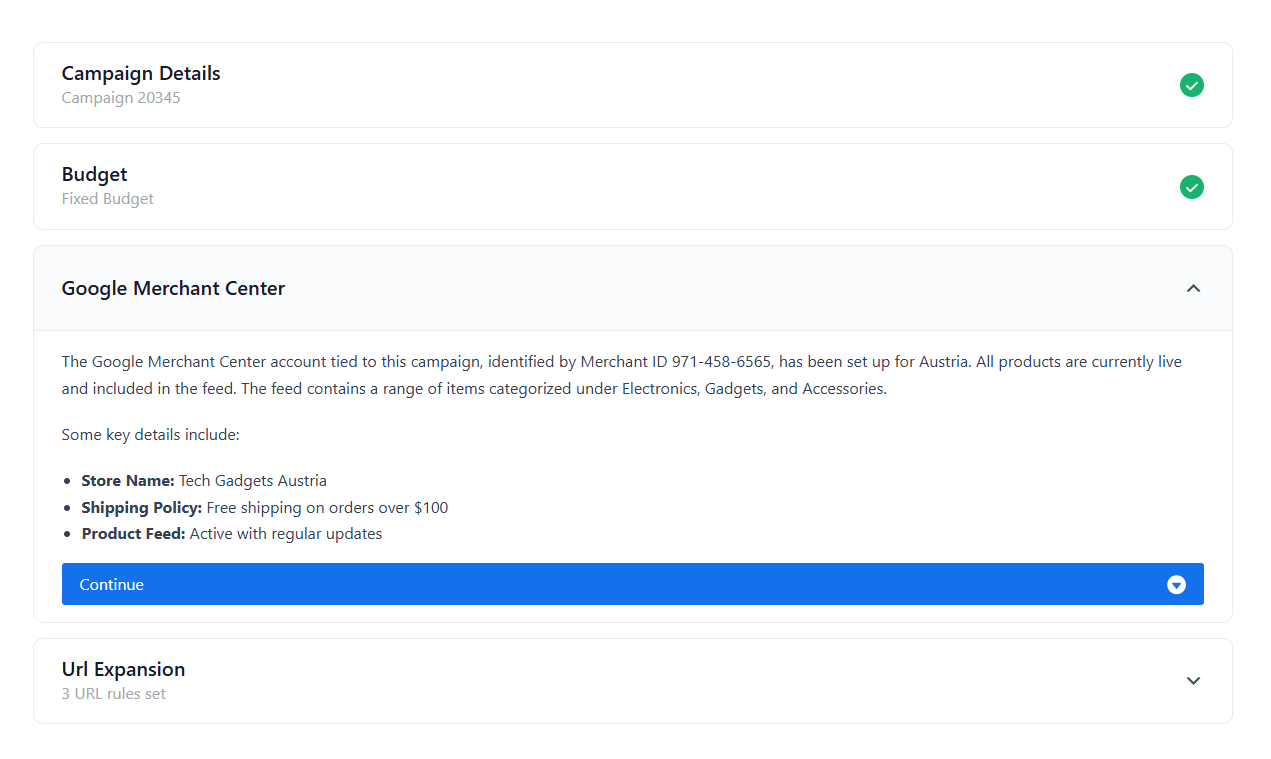 Campaign Details
Campaign 20345
Budget
Fixed Budget
Google Merchant Center
The Google Merchant Center account tied to this campaign, identified by Merchant ID 971-458-6565, has been set up for Austria. All products are currently live
and included in the feed. The feed contains a range of items categorized under Electronics, Gadgets, and Accessories.
Some key details include:
• Store Name: Tech Gadgets Austria
• Shipping Policy: Free shipping on orders over $100
• Product Feed: Active with regular updates
Continue
Url Expansion
3 URL rules set